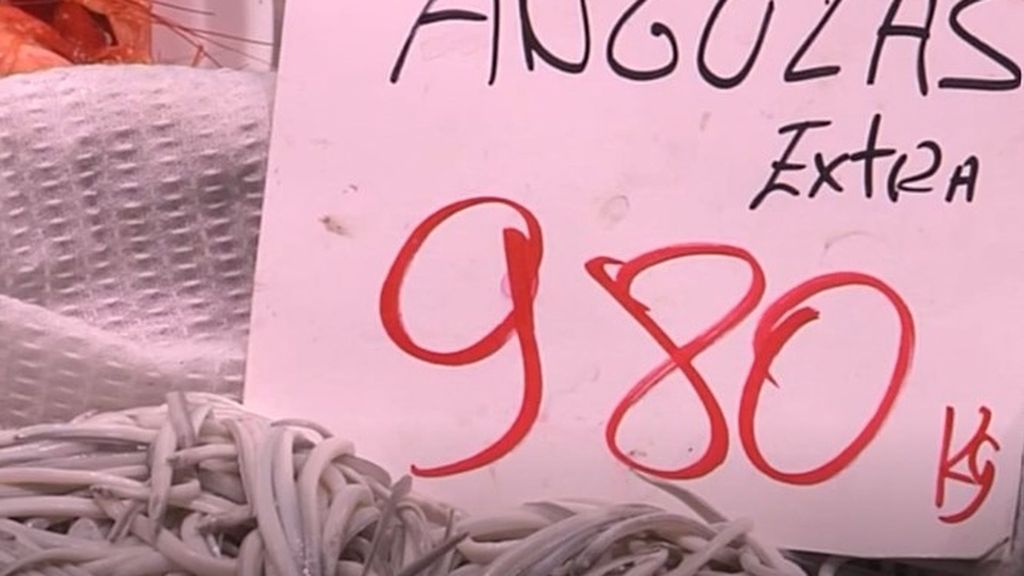 ANGULAS
Extra
980
Kg